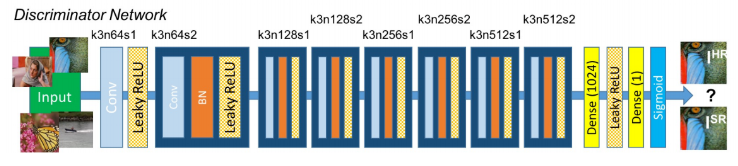 Discriminator Network
k3n64s1
k3n64s2
k3n128s1
k3n128s2
k3n256s1
k3n256s2
k3n512s1
k3n512s2
Input
Conv
Leaky ReLU
Conv
BN
Leaky ReLU
Dense (1024)
Leaky ReLU
Dense (1)
Sigmoid
I^HR
?
I^SR